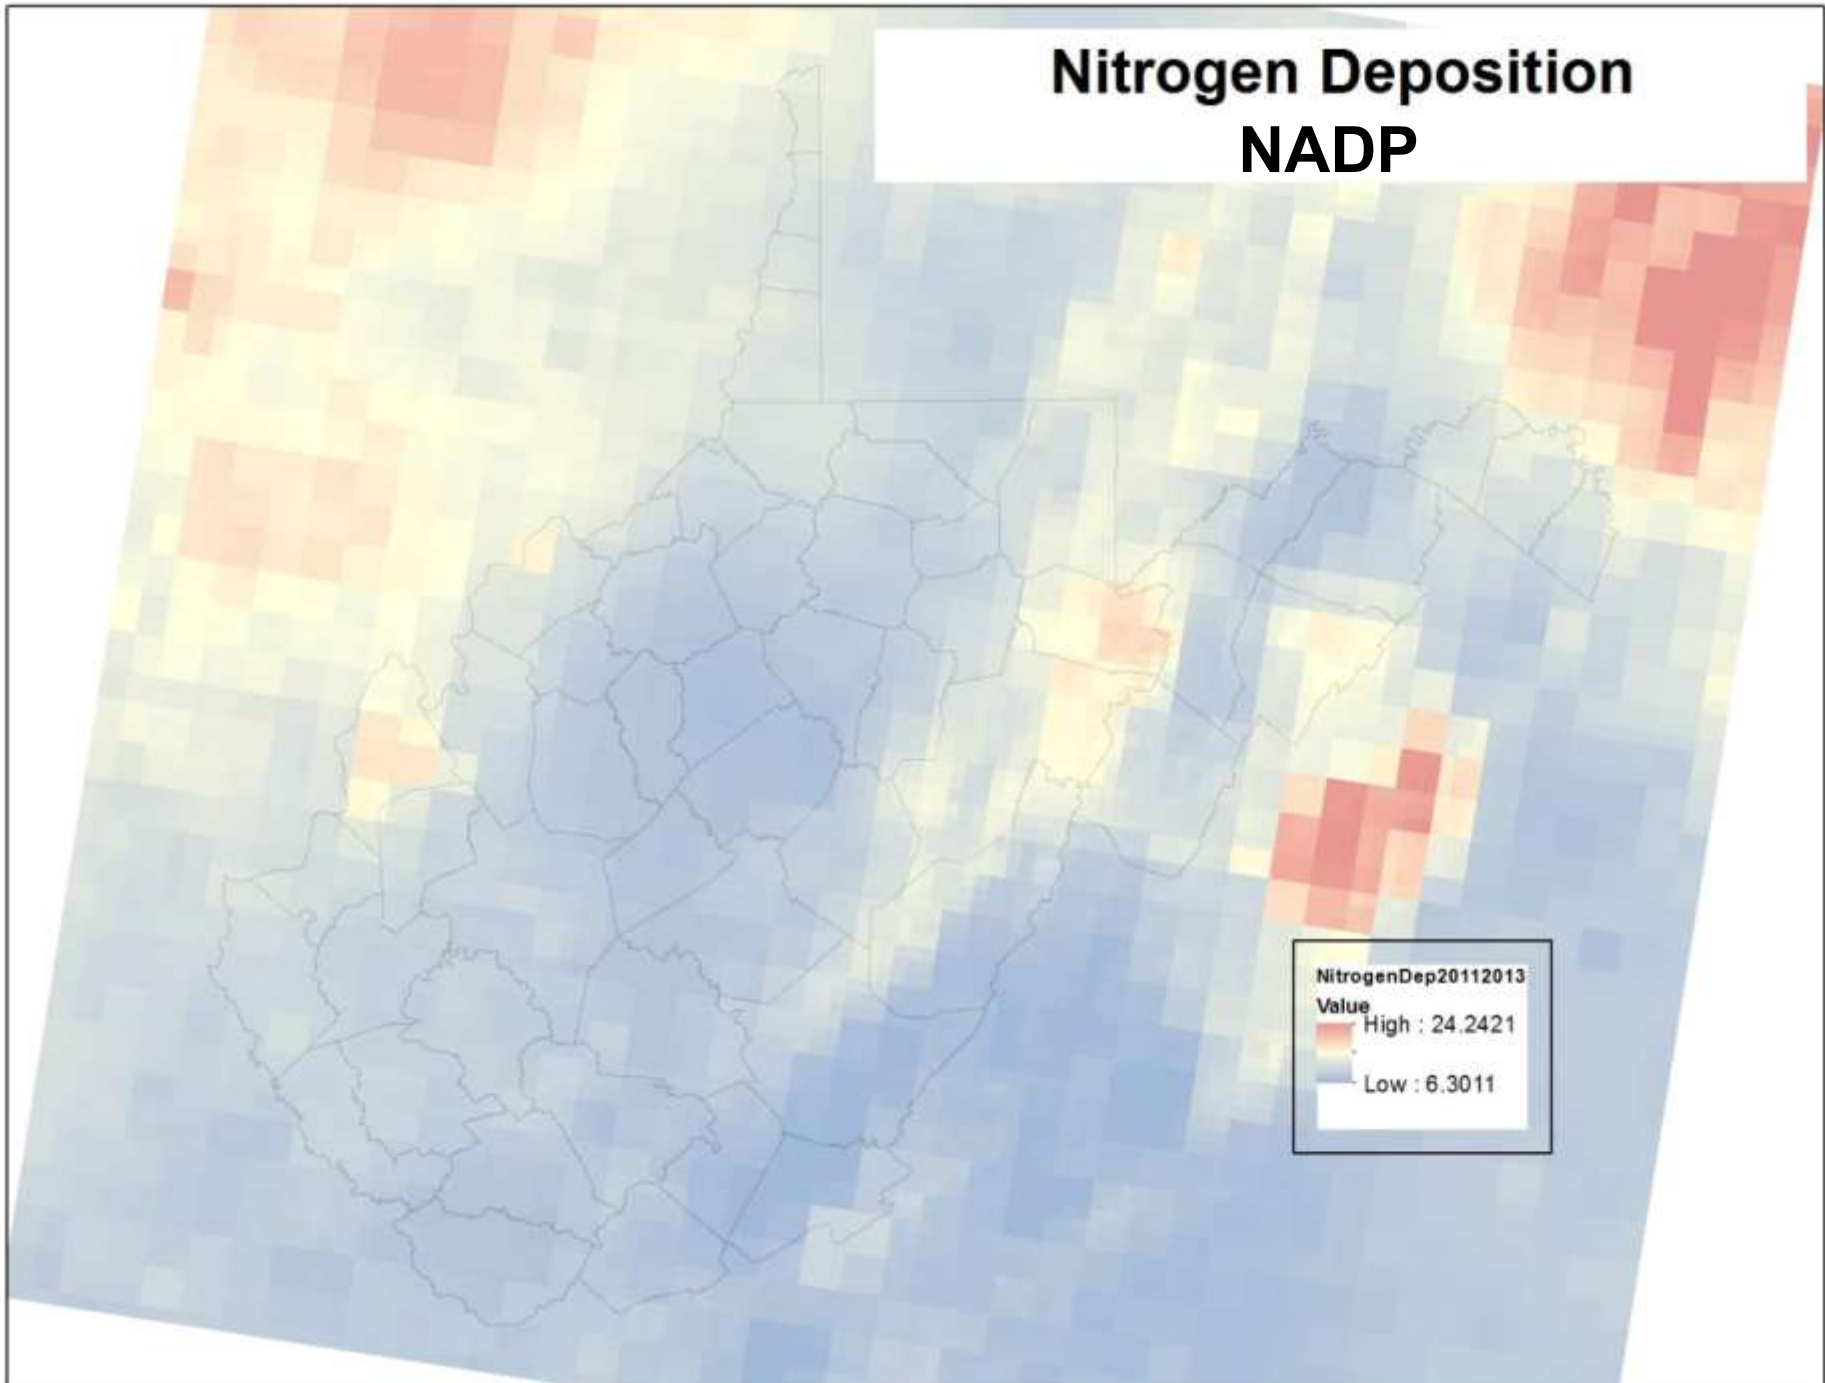 Nitrogen Deposition
NADP
NitrogenDep20112013
Value
High : 24.2421
Low : 6.3011